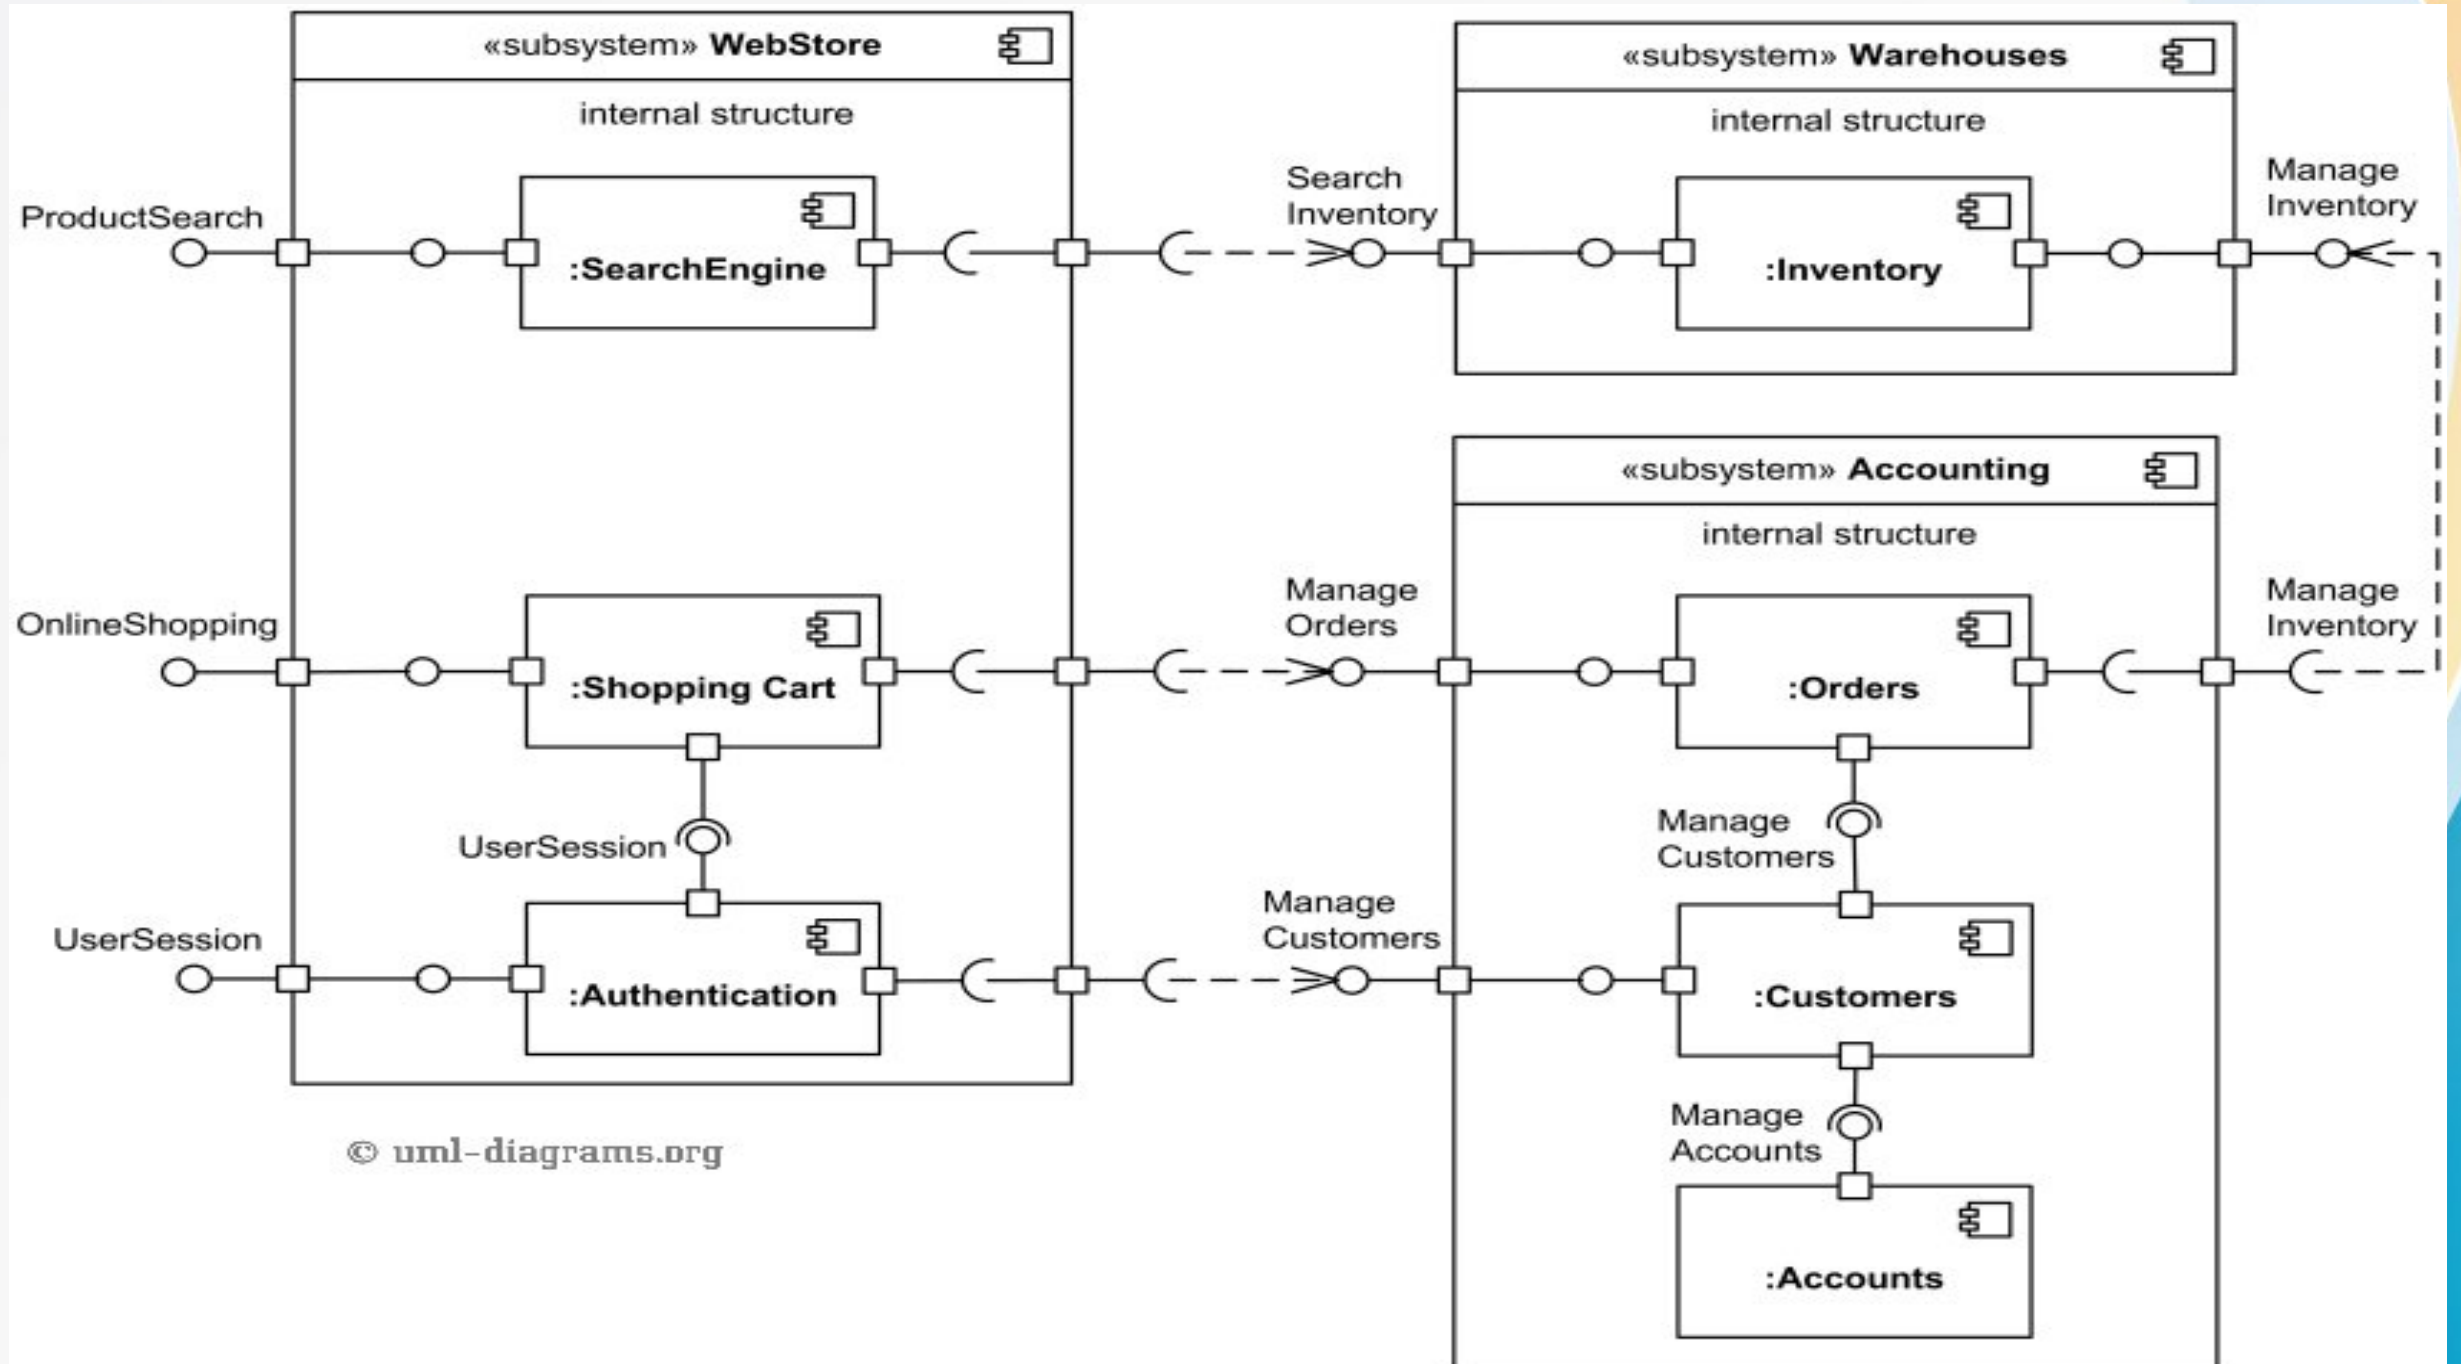 «subsystem» WebStore
internal structure
ProductSearch
:SearchEngine
OnlineShopping
:Shopping Cart
UserSession
UserSession
:Authentication
© uml-diagrams.org
Search
Inventory
Manage
Orders
Manage
Customers
«subsystem» Warehouses
internal structure
:Inventory
Manage
Inventory
«subsystem» Accounting
internal structure
:Orders
Manage
Inventory
Manage
Customers
:Customers
Manage
Accounts
:Accounts